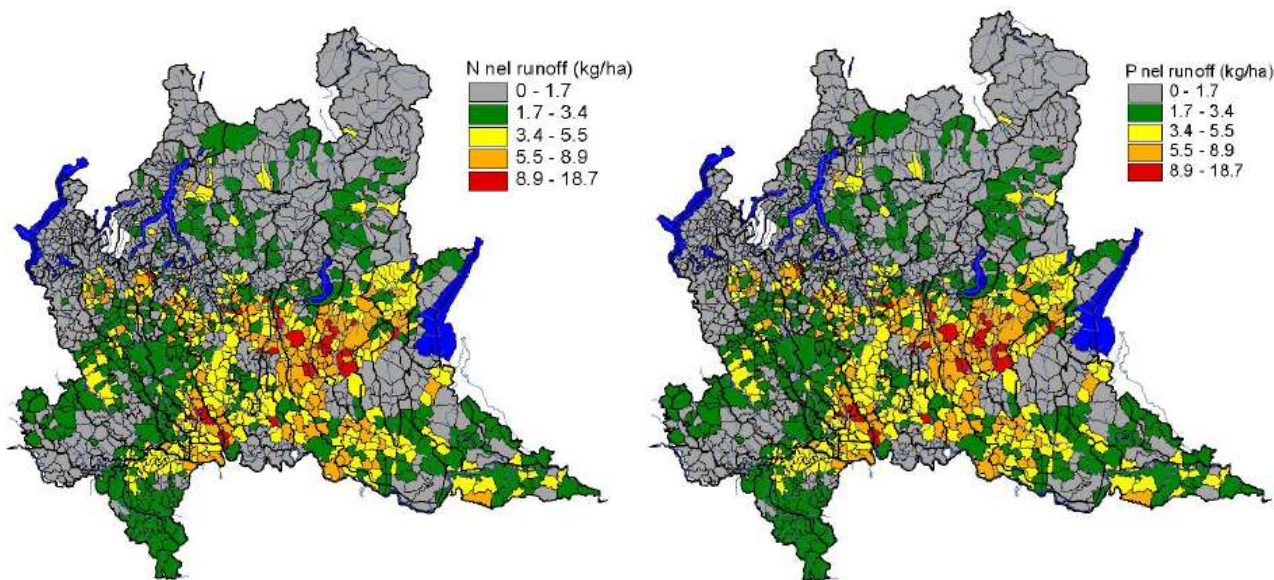 N nel runoff (kg/ha)
0 - 1.7
1.7 - 3.4
3.4 - 5.5
5.5 - 8.9
8.9 - 18.7
P nel runoff (kg/ha)
0 - 1.7
1.7 - 3.4
3.4 - 5.5
5.5 - 8.9
8.9 - 18.7